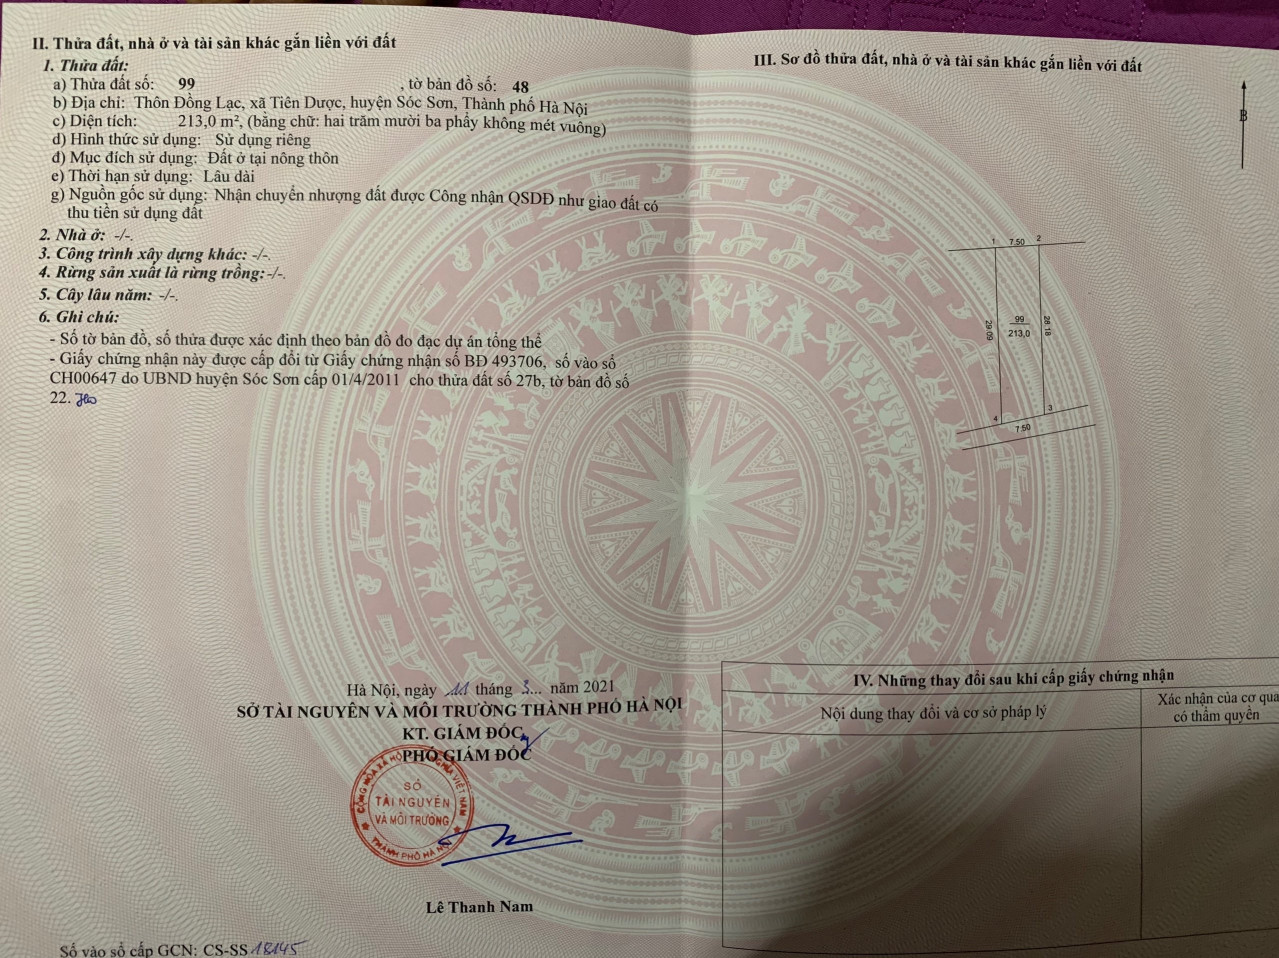 II. Thửa đất, nhà ở và tài sản khác gắn liền với đất
1. Thửa đất:
a) Thửa đất số: 99 , tờ bản đồ số: 48
b) Địa chỉ: Thôn Đồng Lạc, xã Tiên Dược, huyện Sóc Sơn, Thành phố Hà Nội
c) Diện tích: 213,0 m², (bằng chữ: hai trăm mười ba phẩy không mét vuông)
d) Hình thức sử dụng: Sử dụng riêng
đ) Mục đích sử dụng: Đất ở tại nông thôn
e) Thời hạn sử dụng: Lâu dài
g) Nguồn gốc sử dụng: Nhận chuyển nhượng đất được Công nhận QSDĐ như giao đất có
thu tiền sử dụng đất
2. Nhà ở: -/-.
3. Công trình xây dựng khác: -/-.
4. Rừng sản xuất là rừng trồng:-/-.
5. Cây lâu năm: -/-.
6. Ghi chú:
- Số tờ bản đồ, số thửa được xác định theo bản đồ đo đạc dự án tổng thể
- Giấy chứng nhận này được cấp đổi từ Giấy chứng nhận số BĐ 493706, số vào sổ
CH00647 do UBND huyện Sóc Sơn cấp 01/4/2011 cho thửa đất số 27b, tờ bản đồ số
22.
Hà Nội, ngày 11 tháng 3... năm 2021
SỞ TÀI NGUYÊN VÀ MÔI TRƯỜNG THÀNH PHỐ HÀ NỘI
KT. GIÁM ĐỐC
PHÓ GIÁM ĐỐC
CỘNG HÒA XÃ HỘI CHỦ NGHĨA VIỆT NAM
SỞ
TÀI NGUYÊN
VÀ MÔI TRƯỜNG
THÀNH PHỐ HÀ NỘI
Lê Thanh Nam
Số vào sổ cấp GCN: CS-SS 18145
III. Sơ đồ thửa đất, nhà ở và tài sản khác gắn liền với đất
B
1 7.50 2
29.09
99
213,0
28.18
4
3
7.50
IV. Những thay đổi sau khi cấp giấy chứng nhận
Nội dung thay đổi và cơ sở pháp lý
Xác nhận của cơ qua
có thẩm quyền